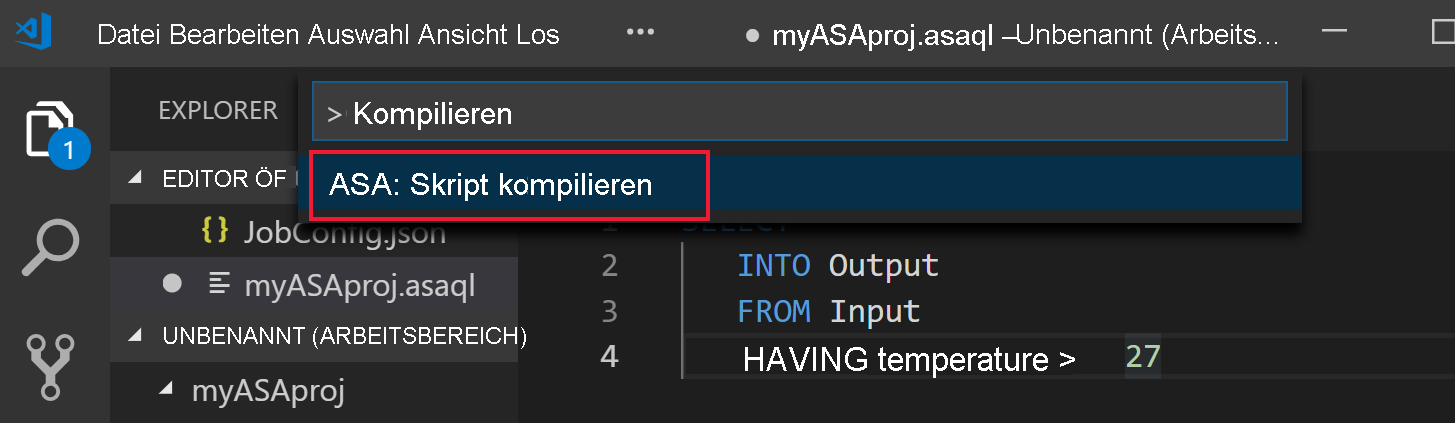 Datei Bearbeiten Auswahl Ansicht Los ••• ● myASAproj.asaql –Unbenannt (Arbeits...
EXPLORER
> Kompilieren
1
EDITOR ÖF
ASA: Skript kompilieren
{ } JobConfig.json
1 SELECT
● myASAproj.asaql
2 INTO Output
UNBENANNT (ARBEITSBEREICH)
3 FROM Input
myASAproj
4 HAVING temperature > 27